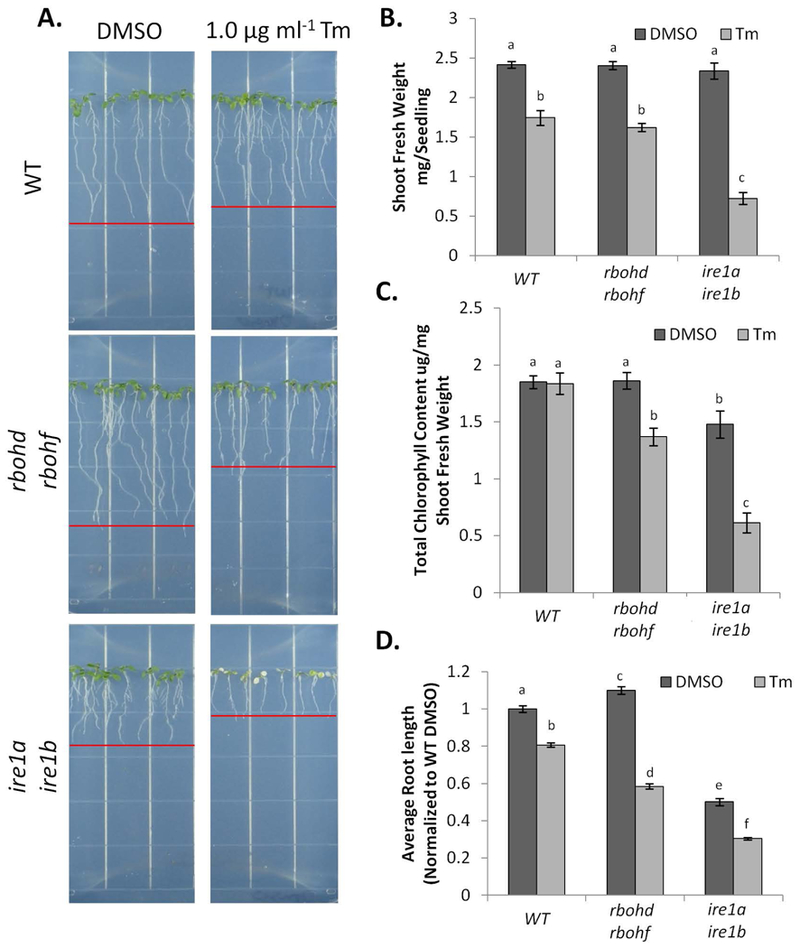 A.
DMSO
1.0 µg ml-1 Tm
WT
rbohd
rbohf
ire1a
ire1b
B.
Shoot Fresh Weight
mg/Seedling
3
2.5
2
1.5
1
0.5
0
DMSO
Tm
a
b
a
b
a
c
WT
rbohd
rbohf
ire1a
ire1b
C.
Total Chlorophyll Content ug/mg
Shoot Fresh Weight
2.5
2
1.5
1
0.5
0
DMSO
Tm
a
a
a
b
b
c
WT
rbohd
rbohf
ire1a
ire1b
D.
Average Root length
(Normalized to WT DMSO)
1.2
1
0.8
0.6
0.4
0.2
0
DMSO
Tm
a
b
c
d
e
f
WT
rbohd
rbohf
ire1a
ire1b